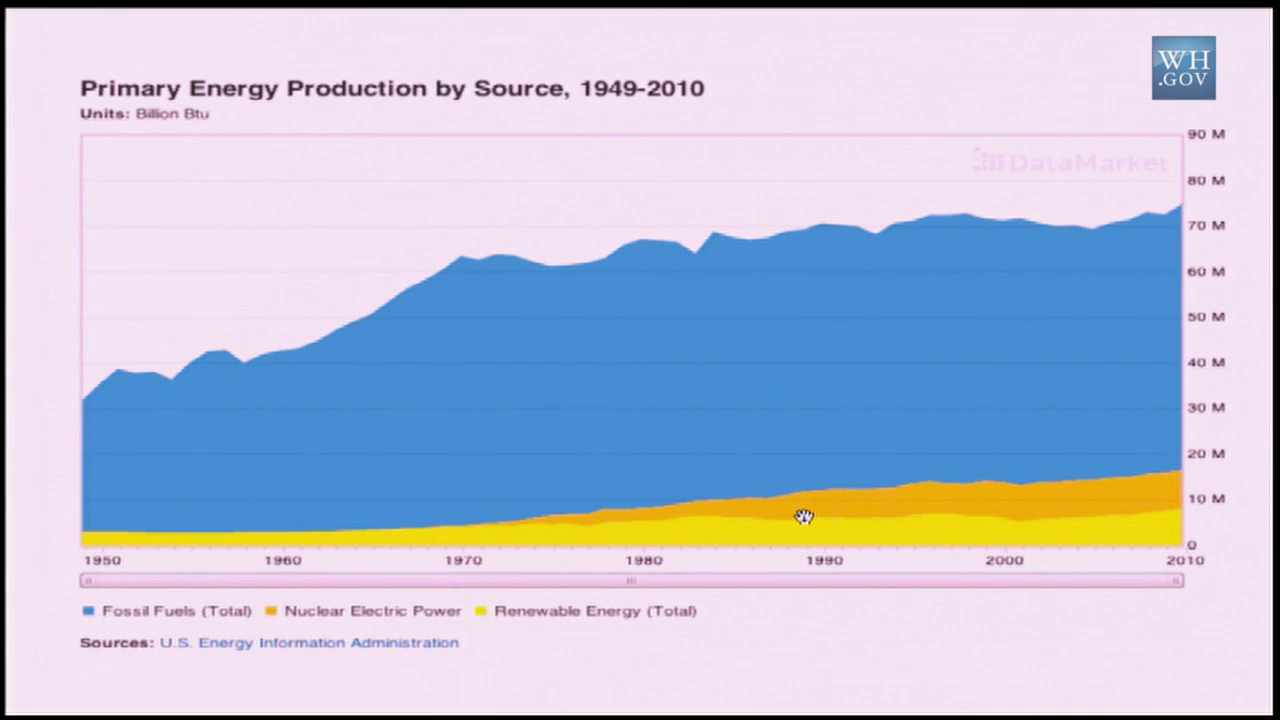 WH
.GOV
Primary Energy Production by Source, 1949-2010
Units: Billion Btu
DataMarket
90 M
80 M
70 M
60 M
50 M
40 M
30 M
20 M
10 M
0
1950 1960 1970 1980 1990 2000 2010
Fossil Fuels (Total) Nuclear Electric Power Renewable Energy (Total)
Sources: U.S. Energy Information Administration